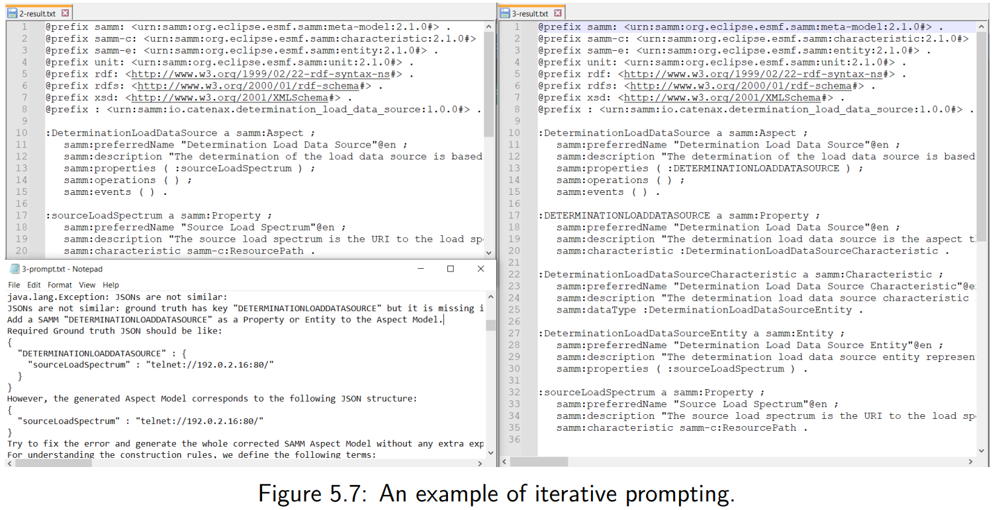 2-result.txt
1 @prefix samm: <urn:samm:org.eclipse.esmf.samm:meta-model:2.1.0#> .
2 @prefix samm-c: <urn:samm:org.eclipse.esmf.samm:characteristic:2.1.0#>
3 @prefix samm-e: <urn:samm:org.eclipse.esmf.samm:entity:2.1.0#> .
4 @prefix unit: <urn:samm:org.eclipse.esmf.samm:unit:2.1.0#> .
5 @prefix rdf: <http://www.w3.org/1999/02/22-rdf-syntax-ns#> .
6 @prefix rdfs: <http://www.w3.org/2000/01/rdf-schema#> .
7 @prefix xsd: <http://www.w3.org/2001/XMLSchema#> .
8 @prefix : <urn:samm:io.catenax.determination_load_data_source:1.0.0#> .
9
10 :DeterminationLoadDataSource a samm:Aspect ;
11 samm:preferredName "Determination Load Data Source"@en ;
12 samm:description "The determination of the load data source is based
13 samm:properties ( :sourceLoadSpectrum ) ;
14 samm:operations ( ) ;
15 samm:events ( ) .
16
17 :sourceLoadSpectrum a samm:Property ;
18 samm:preferredName "Source Load Spectrum"@en ;
19 samm:description "The source load spectrum is the URI to the load sp
20 samm:characteristic samm-c:ResourcePath .
3-prompt.txt - Notepad
File Edit Format View Help
java.lang.Exception: JSONs are not similar:
JSONs are not similar: ground truth has key "DETERMINATIONLOADDATASOURCE" but it is missing i
Add a SAMM "DETERMINATIONLOADDATASOURCE" as a Property or Entity to the Aspect Model.
Required Ground truth JSON should be like:
{
"DETERMINATIONLOADDATASOURCE" : {
"sourceLoadSpectrum" : "telnet://192.0.2.16:80/"
}
}
However, the generated Aspect Model corresponds to the following JSON structure:
{
"sourceLoadSpectrum" : "telnet://192.0.2.16:80/"
}
Try to fix the error and generate the whole corrected SAMM Aspect Model without any extra exp
For understanding the construction rules, we define the following terms:
3-result.txt
1 @prefix samm: <urn:samm:org.eclipse.esmf.samm:meta-model:2.1.0#> .
2 @prefix samm-c: <urn:samm:org.eclipse.esmf.samm:characteristic:2.1.0#>
3 @prefix samm-e: <urn:samm:org.eclipse.esmf.samm:entity:2.1.0#> .
4 @prefix unit: <urn:samm:org.eclipse.esmf.samm:unit:2.1.0#> .
5 @prefix rdf: <http://www.w3.org/1999/02/22-rdf-syntax-ns#> .
6 @prefix rdfs: <http://www.w3.org/2000/01/rdf-schema#> .
7 @prefix xsd: <http://www.w3.org/2001/XMLSchema#> .
8 @prefix : <urn:samm:io.catenax.determination_load_data_source:1.0.0#> .
9
10 :DeterminationLoadDataSource a samm:Aspect ;
11 samm:preferredName "Determination Load Data Source"@en ;
12 samm:description "The determination of the load data source is based
13 samm:properties ( :DETERMINATIONLOADDATASOURCE ) ;
14 samm:operations ( ) ;
15 samm:events ( ) .
16
17 :DETERMINATIONLOADDATASOURCE a samm:Property ;
18 samm:preferredName "Determination Load Data Source"@en ;
19 samm:description "The determination load data source is the aspect t
20 samm:characteristic :DeterminationLoadDataSourceCharacteristic .
21
22 :DeterminationLoadDataSourceCharacteristic a samm:Characteristic ;
23 samm:preferredName "Determination Load Data Source Characteristic"@e
24 samm:description "The determination load data source characteristic
25 samm:dataType :DeterminationLoadDataSourceEntity .
26
27 :DeterminationLoadDataSourceEntity a samm:Entity ;
28 samm:preferredName "Determination Load Data Source Entity"@en ;
29 samm:description "The determination load data source entity represen
30 samm:properties ( :sourceLoadSpectrum ) .
31
32 :sourceLoadSpectrum a samm:Property ;
33 samm:preferredName "Source Load Spectrum"@en ;
34 samm:description "The source load spectrum is the URI to the load sp
35 samm:characteristic samm-c:ResourcePath .
36
Figure 5.7: An example of iterative prompting.